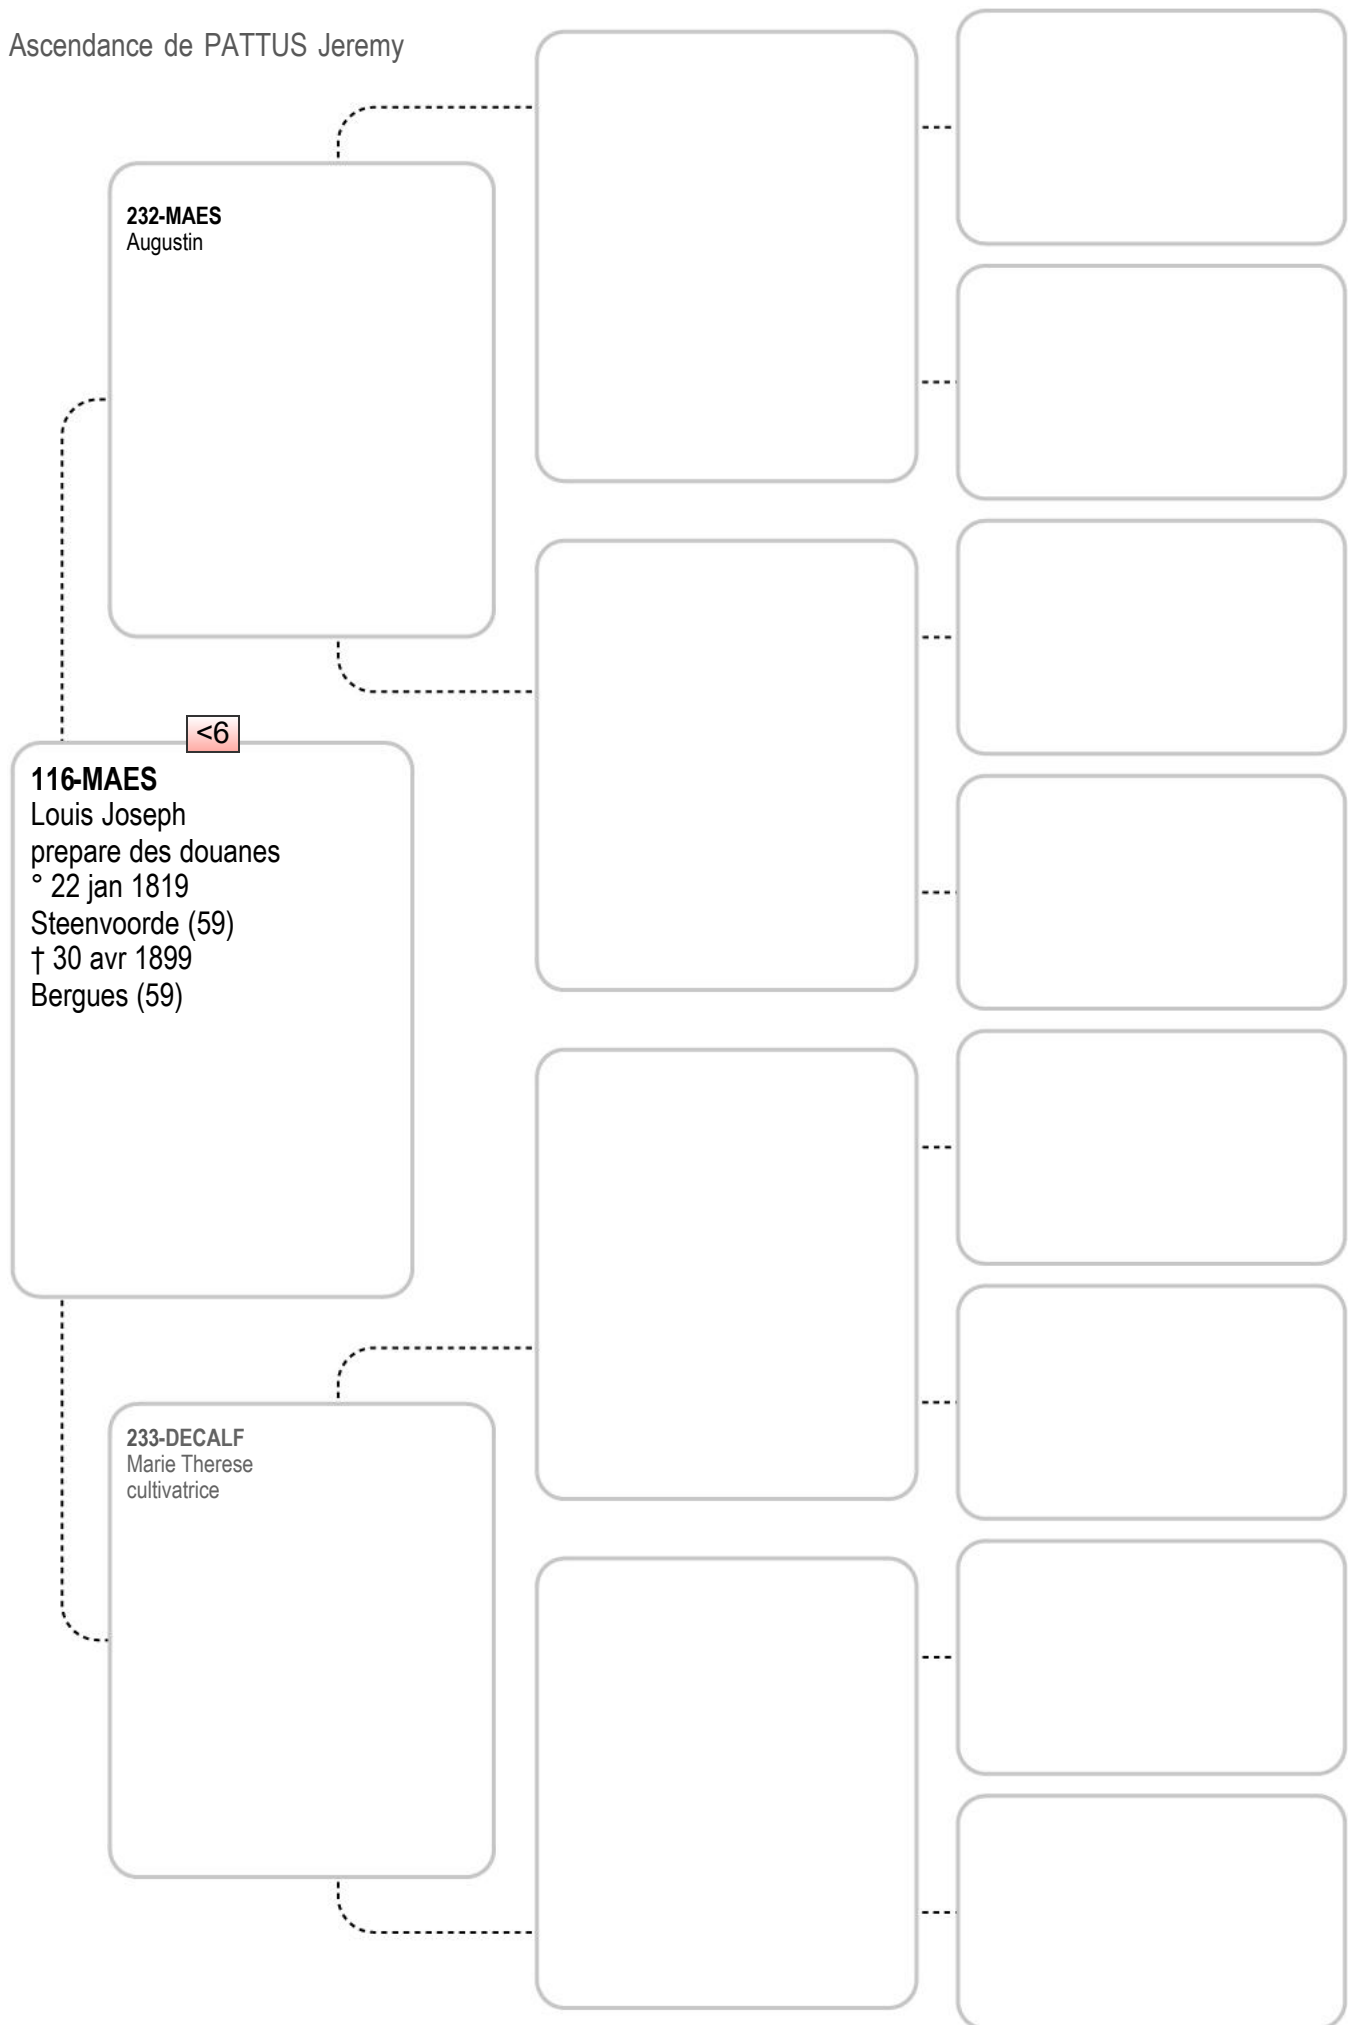 Ascendance de PATTUS Jeremy
232-MAES
Augustin
<6
116-MAES
Louis Joseph
prepare des douanes
° 22 jan 1819
Steenvoorde (59)
† 30 avr 1899
Bergues (59)
233-DECALF
Marie Therese
cultivatrice